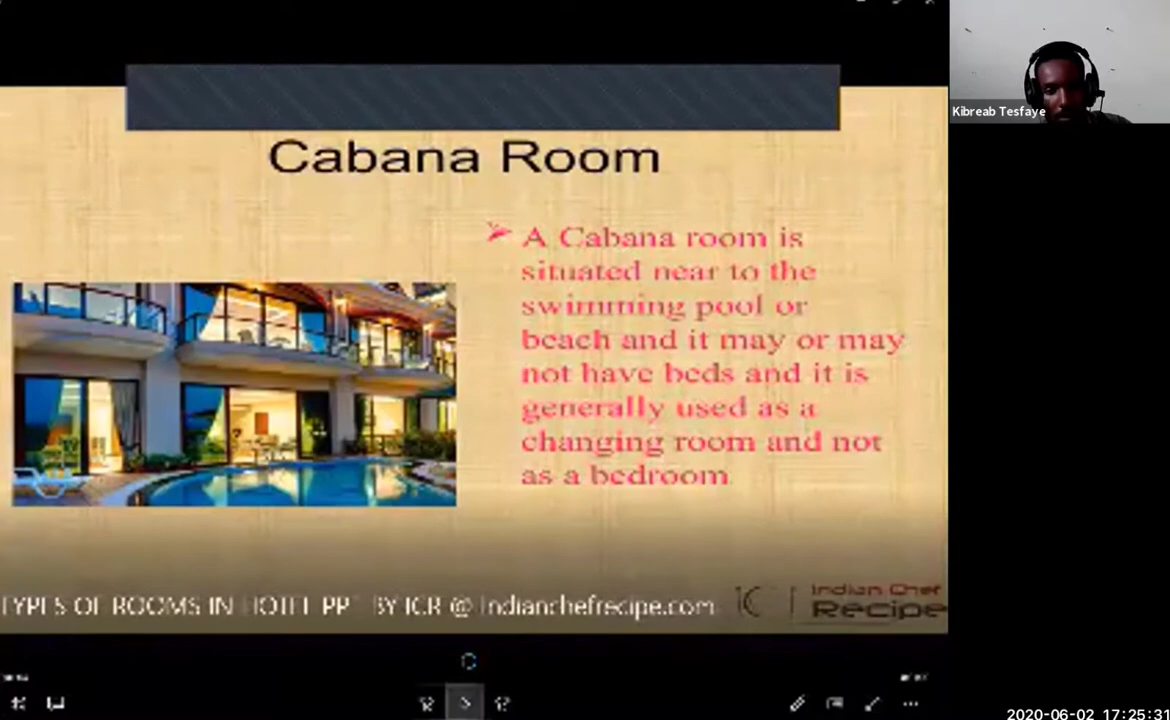 Kibreab Tesfaye
Cabana Room
A Cabana room is
situated near to the
swimming pool or
beach and it may or may
not have beds and it is
generally used as a
changing room and not
as a bedroom
TYPES OF ROOMS IN HOTEL PPT BY ICR @ Indianchefrecipe.com
Indian Chef
Recipe
2020-06-02 17:25:31